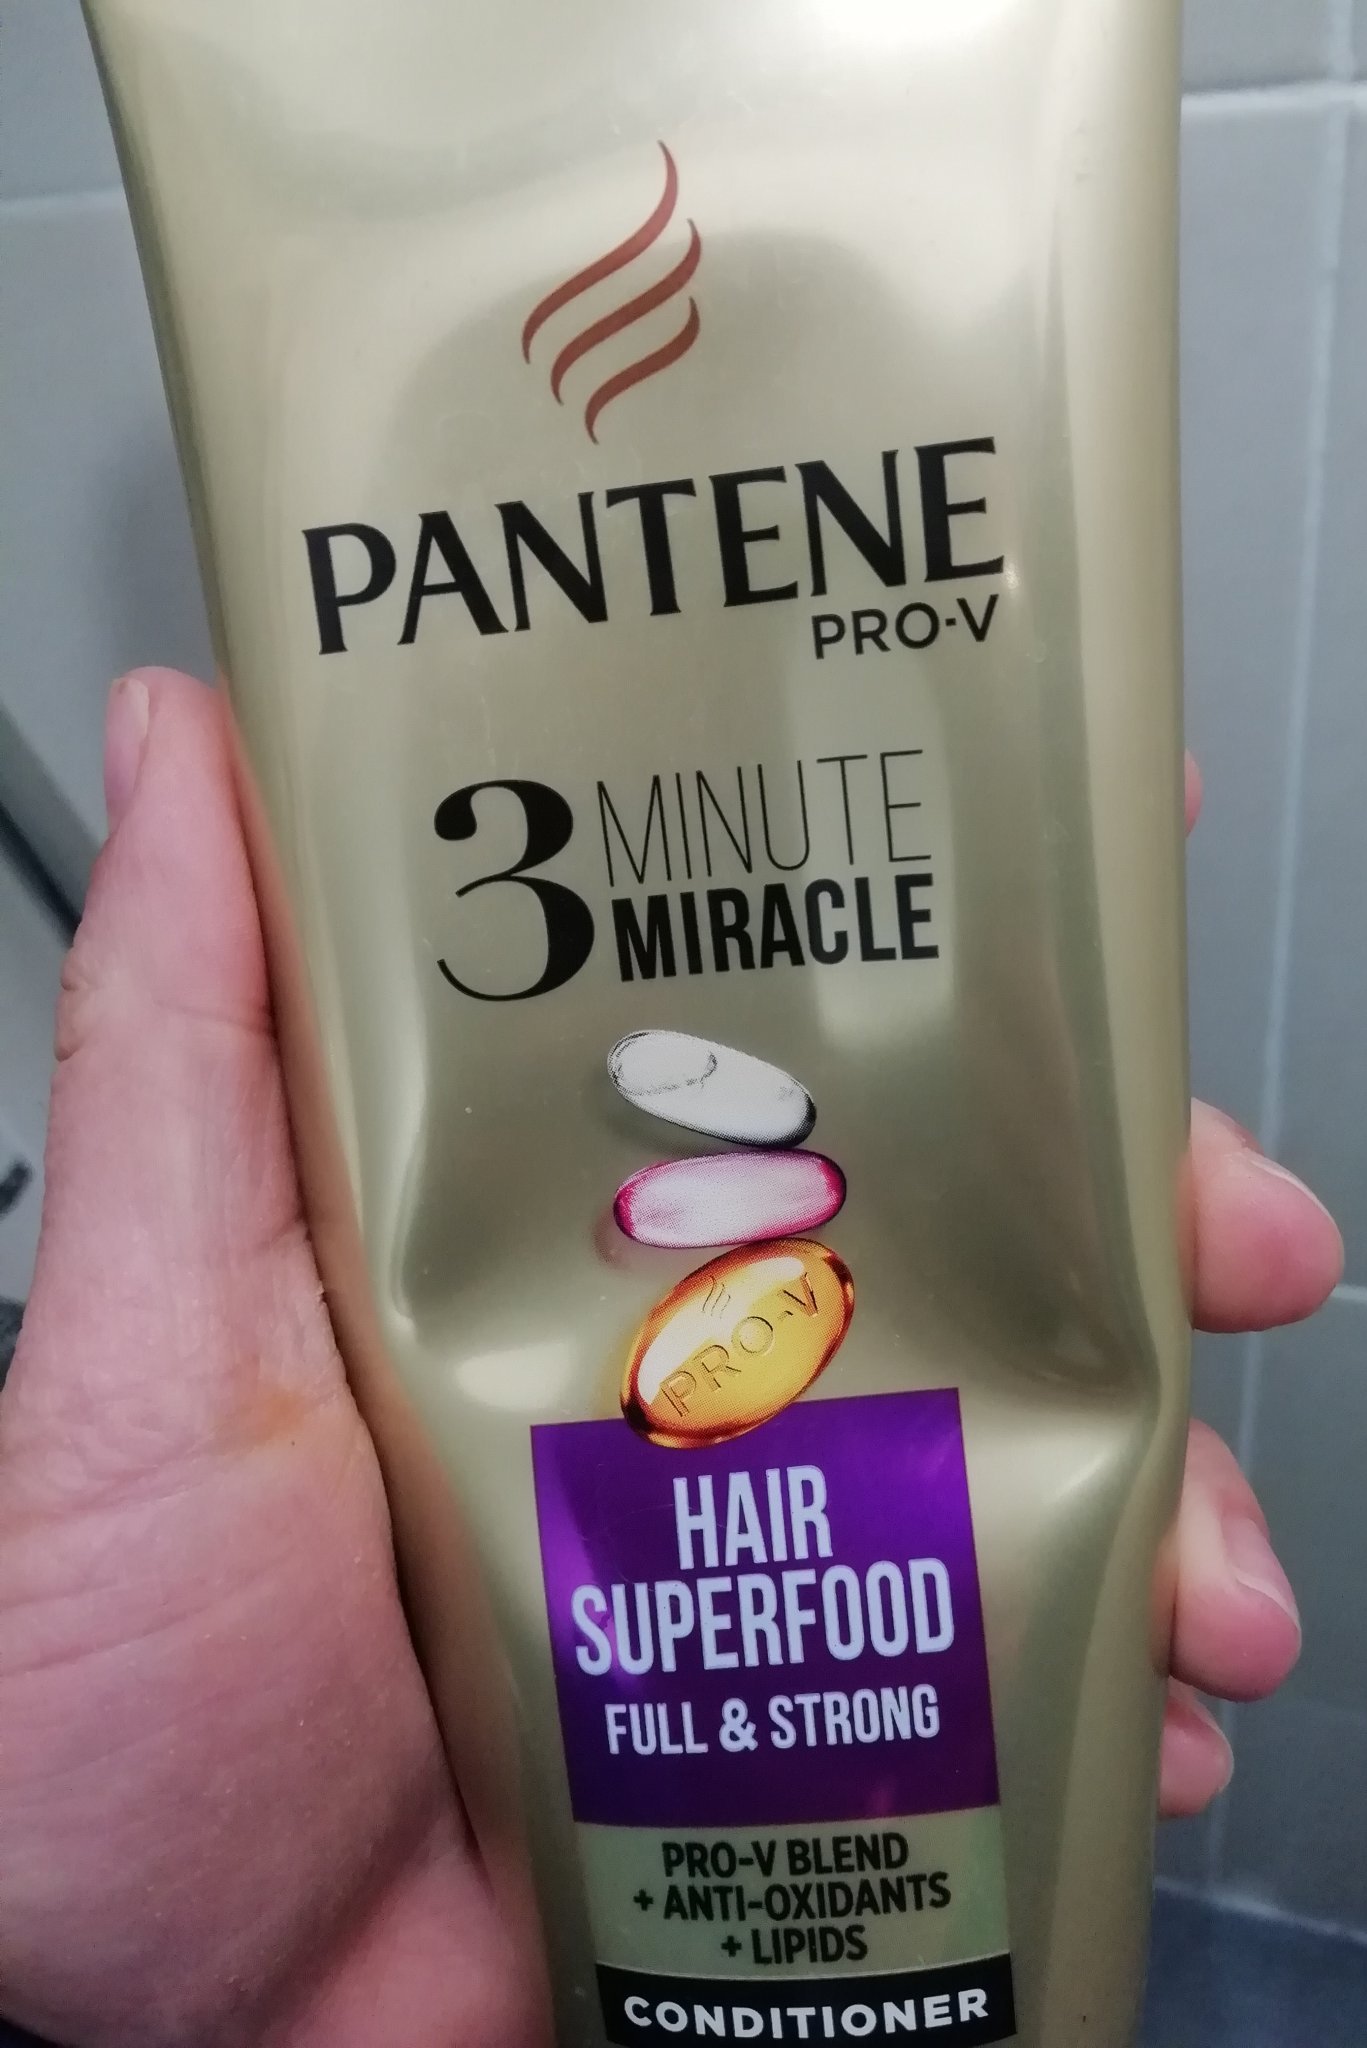 PANTENE
PRO-V
3 MINUTE
MIRACLE
PRO-V
HAIR
SUPERFOOD
FULL & STRONG
PRO-V BLEND
+ ANTI-OXIDANTS
+ LIPIDS
CONDITIONER